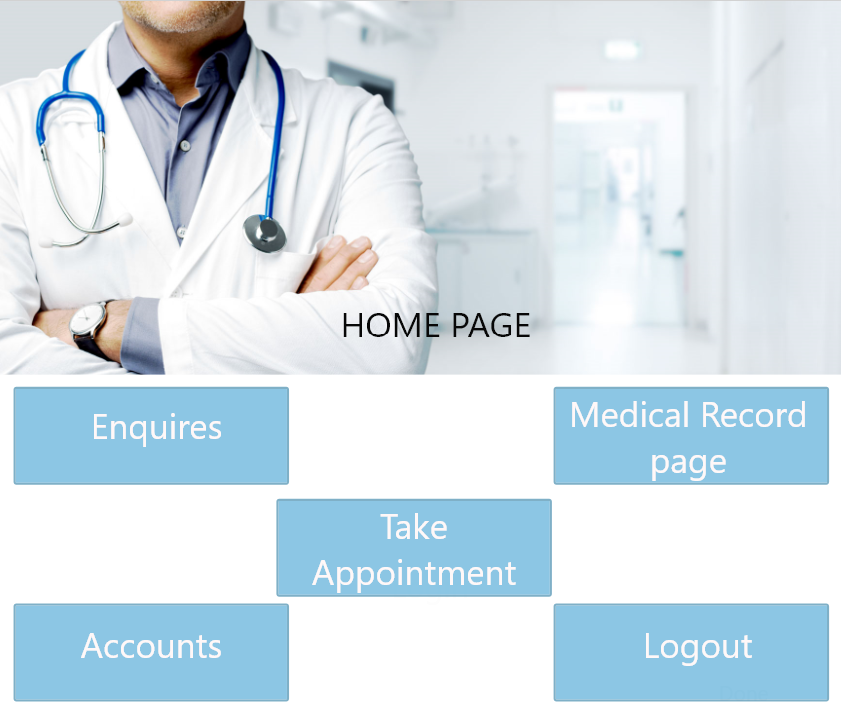 HOME PAGE
Enquires
Medical Record
page
Take
Appointment
Accounts
Logout